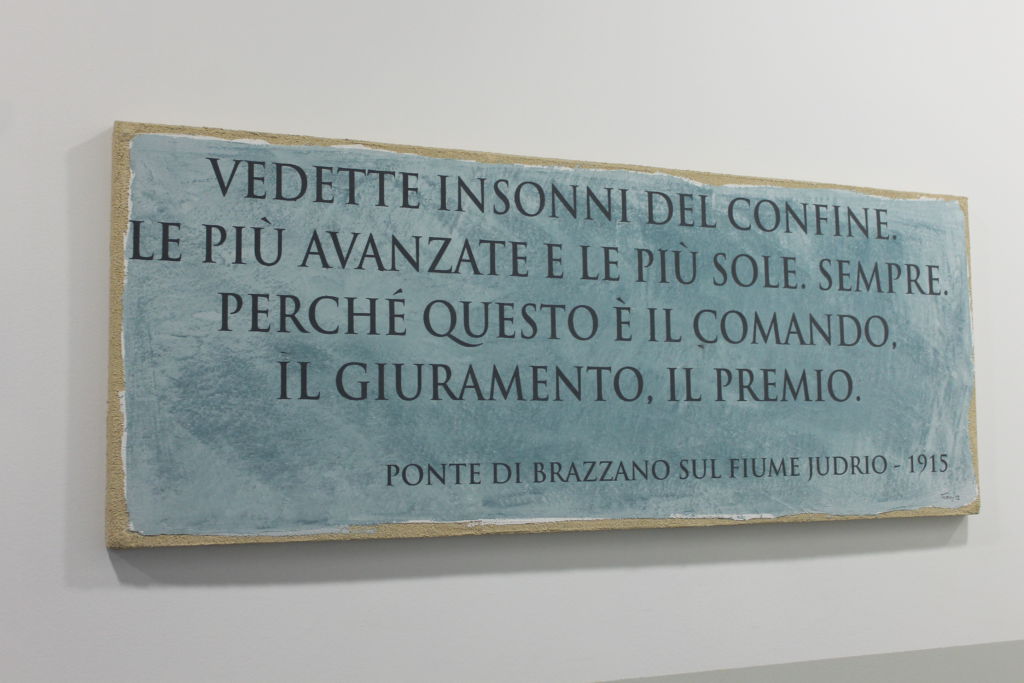 VEDETTE INSONNI DEL CONFINE.
LE PIÙ AVANZATE E LE PIÙ SOLE. SEMPRE.
PERCHÉ QUESTO È IL COMANDO,
IL GIURAMENTO, IL PREMIO.
PONTE DI BRAZZANO SUL FIUME JUDRIO - 1915